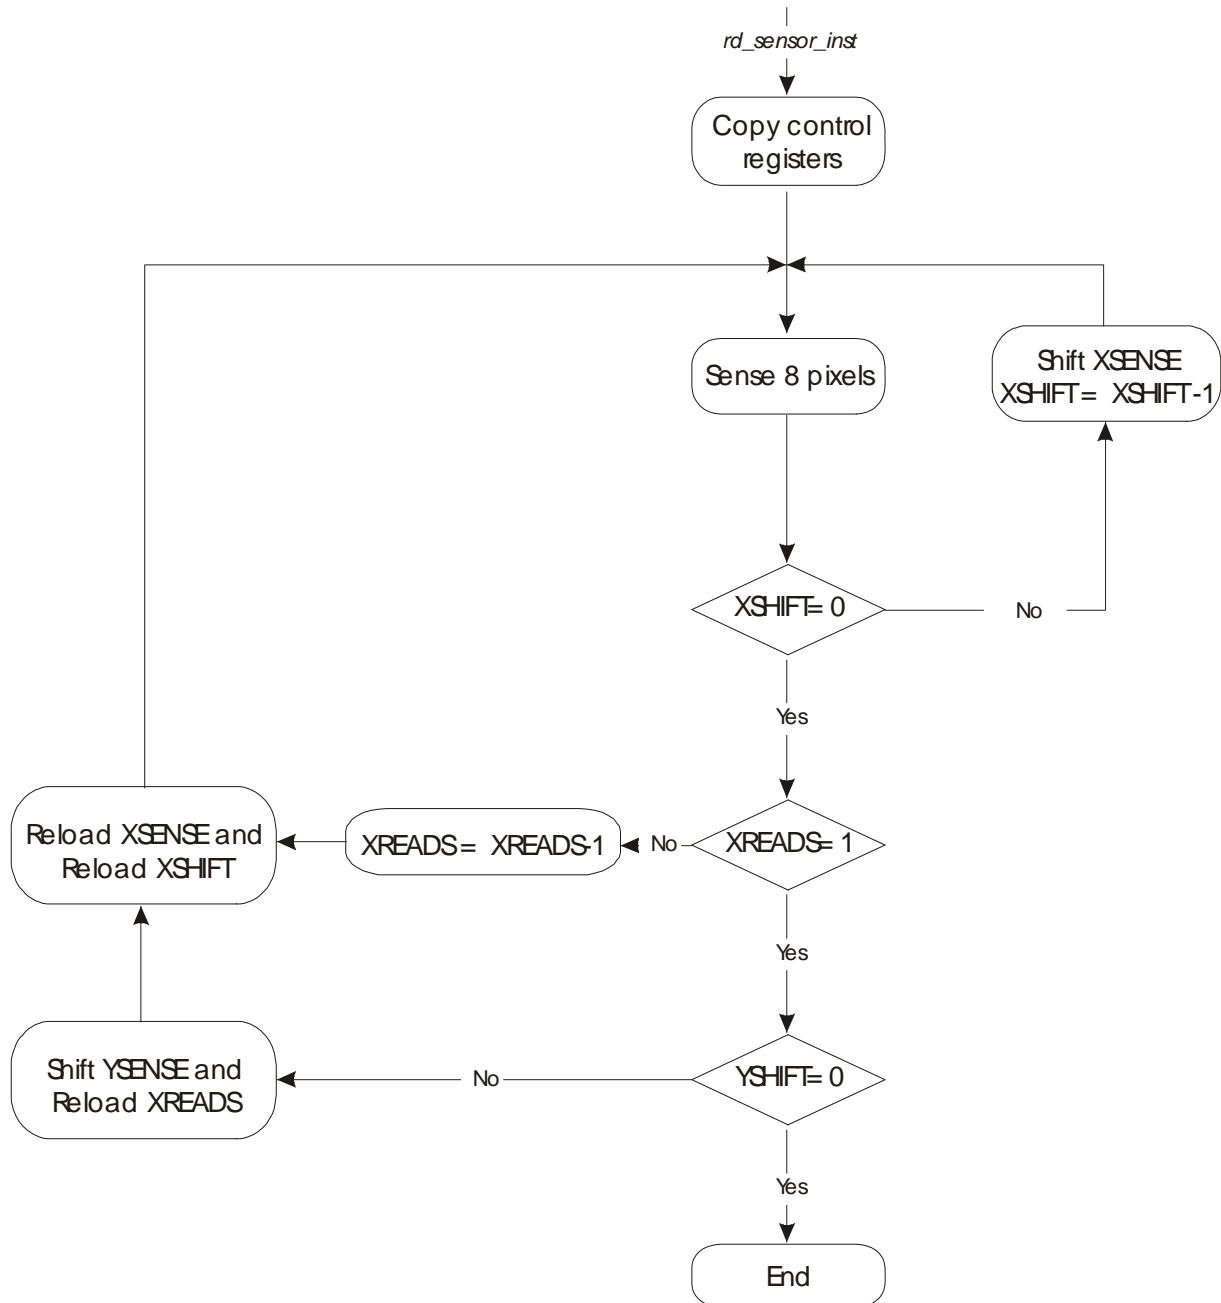 rd_sensor_inst
Copy control
registers
Sense 8 pixels
Shift XSENSE
XSHIFT = XSHIFT-1
XSHIFT= 0
No
Yes
Reload XSENSE and
Reload XSHIFT
XREADS = XREADS-1
No
XREADS= 1
Yes
Shift YSENSE and
Reload XREADS
No
YSHIFT= 0
Yes
End